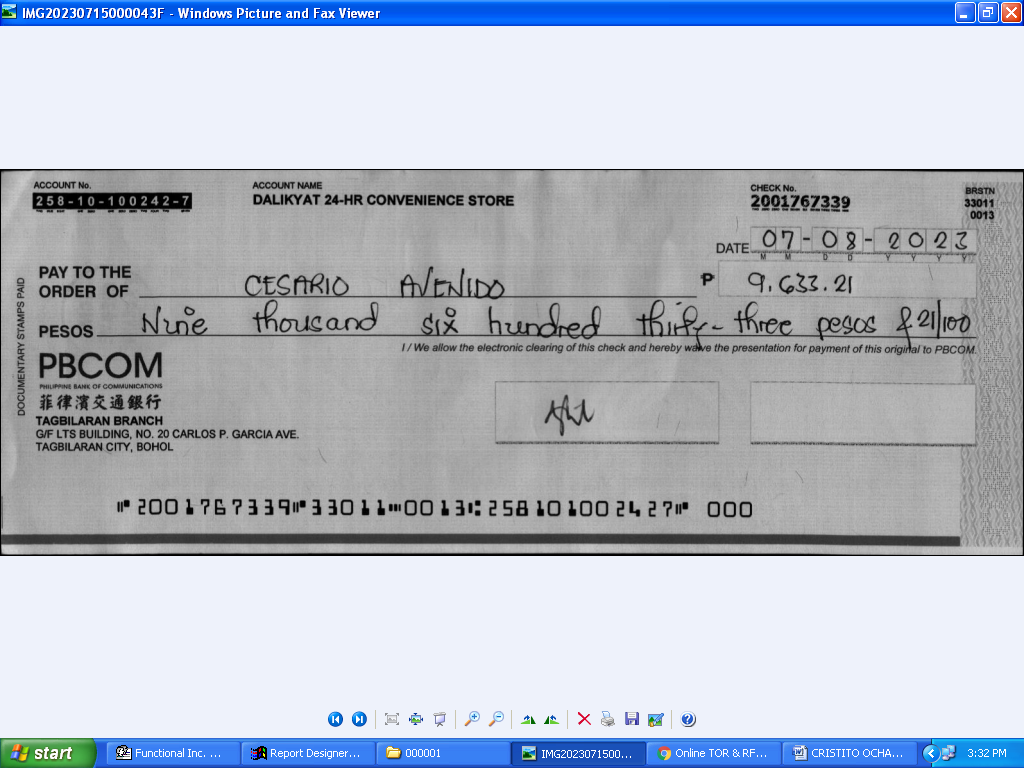 IMG20230715000043F - Windows Picture and Fax Viewer
ACCOUNT No.
258-10-100242-7
ACCOUNT NAME
DALIKYAT 24-HR CONVENIENCE STORE
CHECK No.
2001767339
BRSTN
33011
0013
DATE 07-08-2023
M M D D Y Y Y Y
PAY TO THE
ORDER OF CESARIO AVENIDO ₱ 9,633.21
PESOS Nine thousand six hundred thirty-three pesos & 21/100
I / We allow the electronic clearing of this check and hereby waive the presentation for payment of this original to PBCOM.
DOCUMENTARY STAMPS PAID
PBCOM
PHILIPPINE BANK OF COMMUNICATIONS
菲律濱交通銀行
TAGBILARAN BRANCH
G/F LTS BUILDING, NO. 20 CARLOS P. GARCIA AVE.
TAGBILARAN CITY, BOHOL
⑈2001767339⑈33011⑉0013⑆258101002427⑈ 000
start
Functional Inc. ...
Report Designer...
000001
IMG2023071500...
Online TOR & RF...
CRISTITO OCHA...
3:32 PM